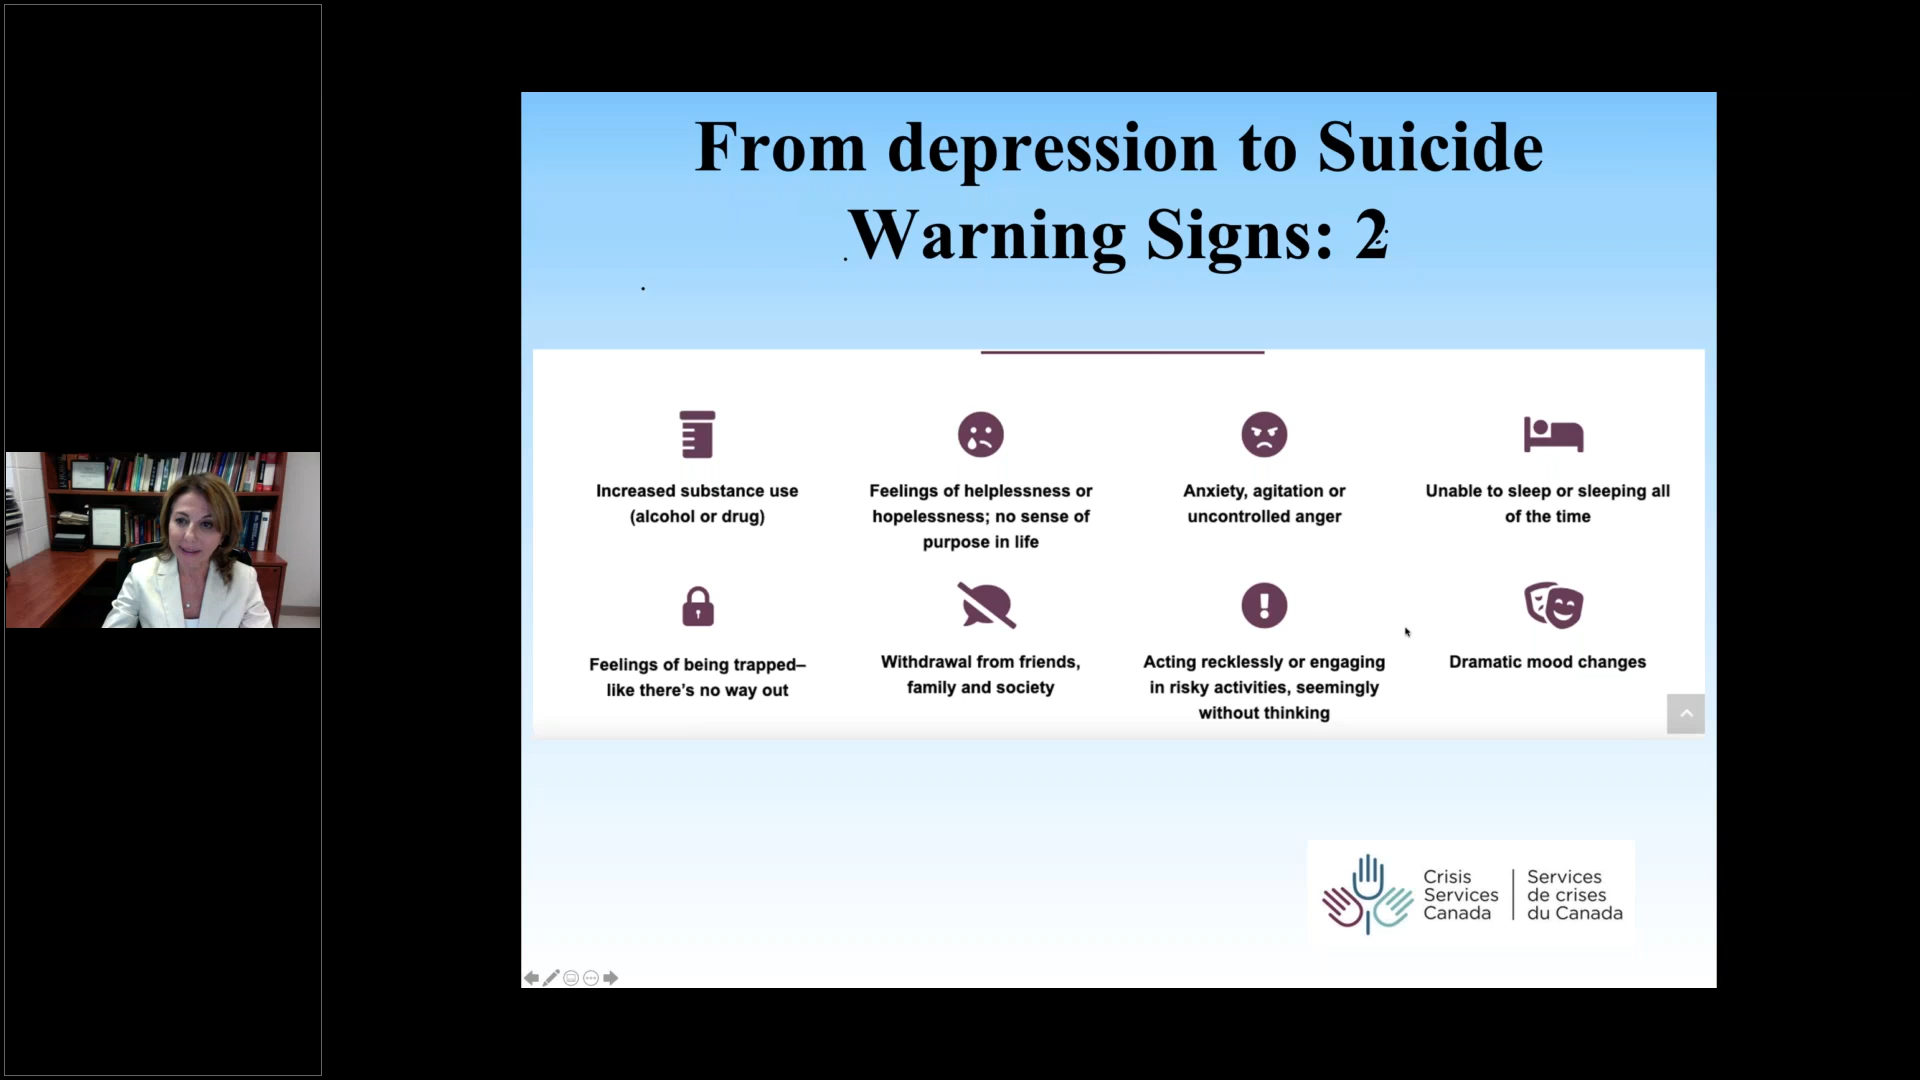 From depression to Suicide
Warning Signs: 2
Increased substance use
(alcohol or drug)
Feelings of helplessness or
hopelessness; no sense of
purpose in life
Anxiety, agitation or
uncontrolled anger
Unable to sleep or sleeping all
of the time
Feelings of being trapped–
like there’s no way out
Withdrawal from friends,
family and society
Acting recklessly or engaging
in risky activities, seemingly
without thinking
Dramatic mood changes
Crisis
Services
Canada
Services
de crises
du Canada